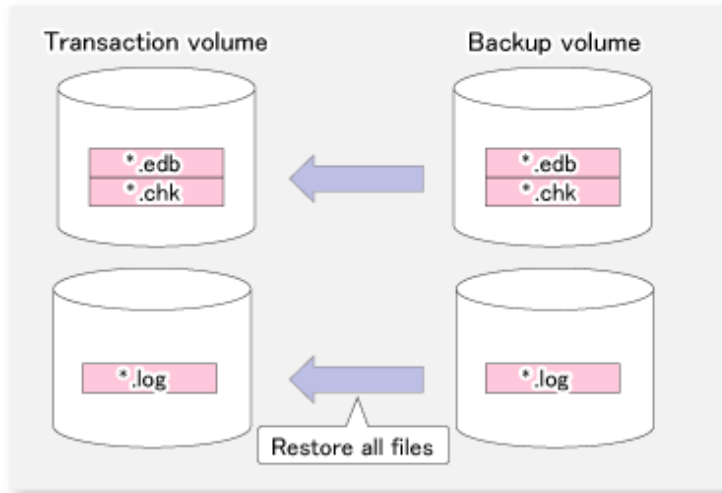 Transaction volume
Backup volume
*.edb
*.chk
*.edb
*.chk
*.log
*.log
Restore all files